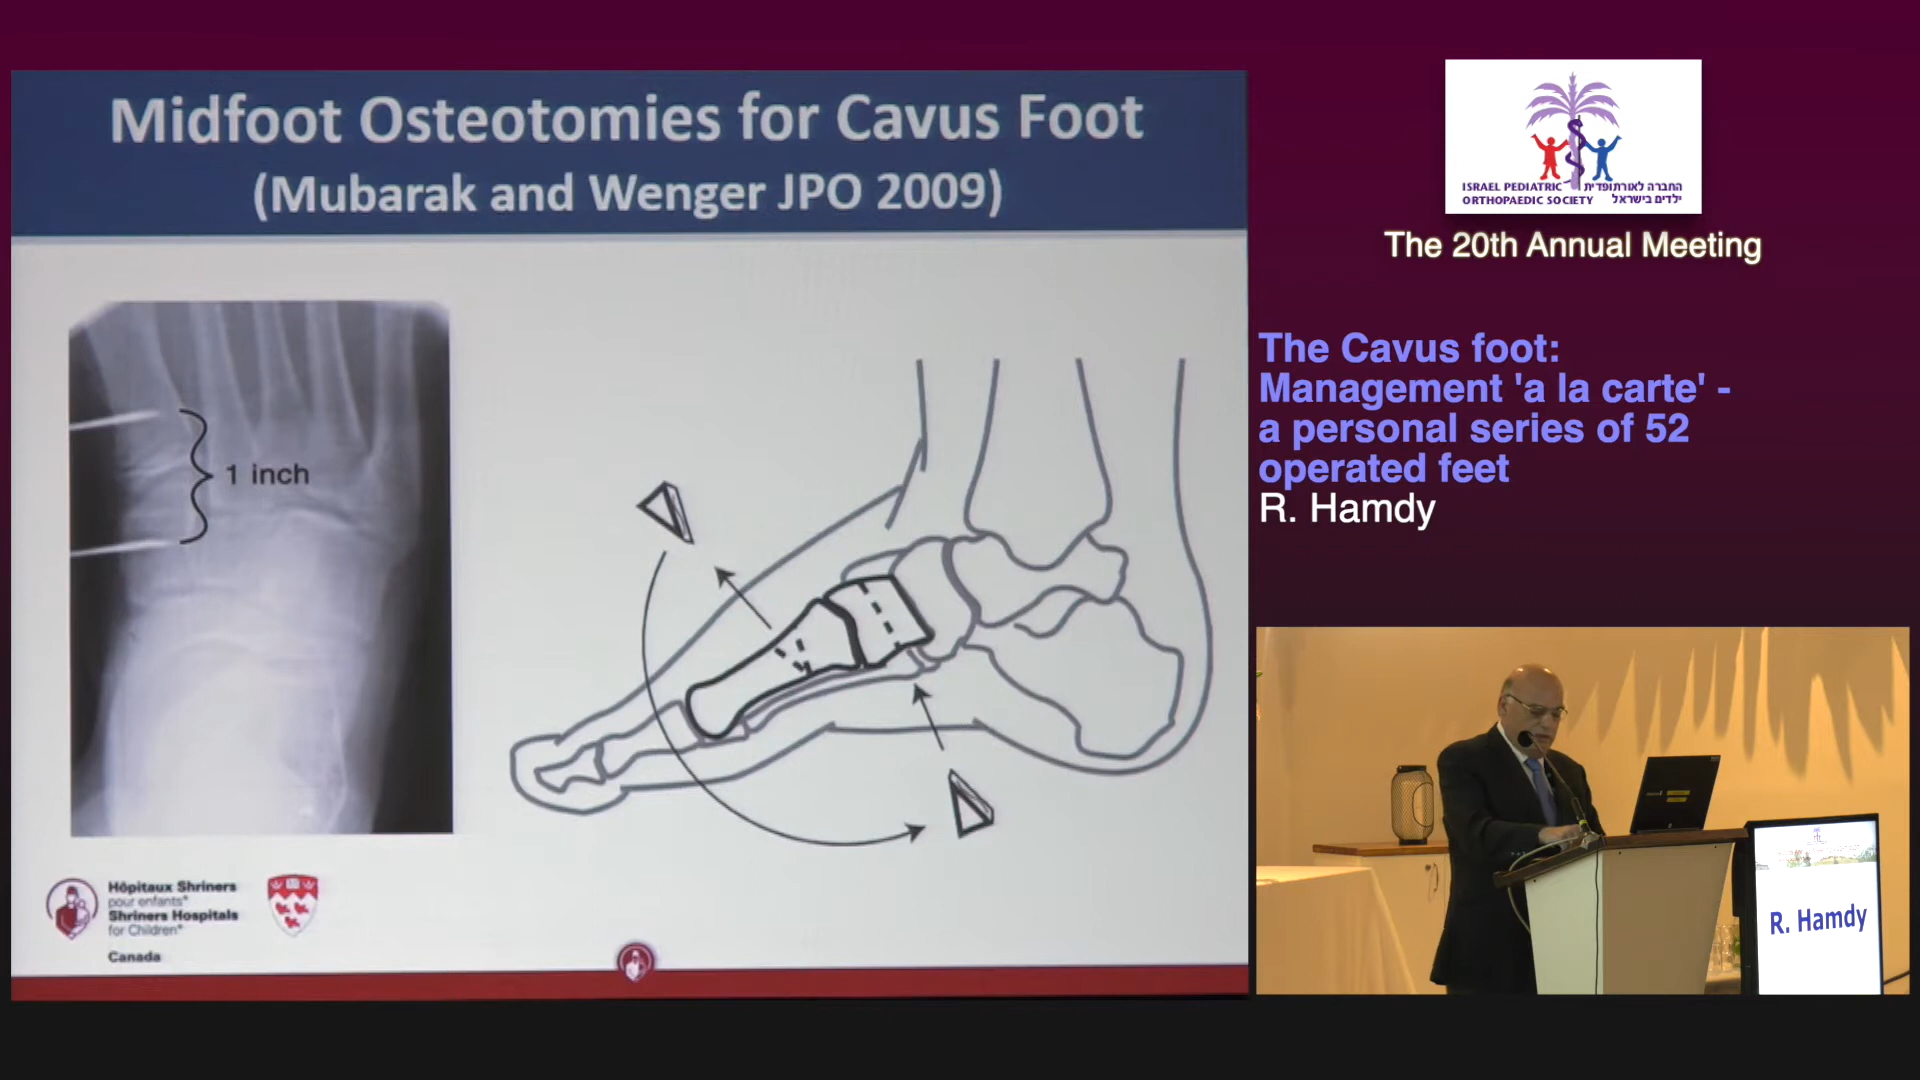 Midfoot Osteotomies for Cavus Foot
(Mubarak and Wenger JPO 2009)
1 inch
Hôpitaux Shriners
pour enfants*
Shriners Hospitals
for Children*
Canada
ISRAEL PEDIATRIC החברה לאורתופדית
ORTHOPAEDIC SOCIETY ילדים בישראל
The 20th Annual Meeting
The Cavus foot:
Management 'a la carte' -
a personal series of 52
operated feet
R. Hamdy
R. Hamdy